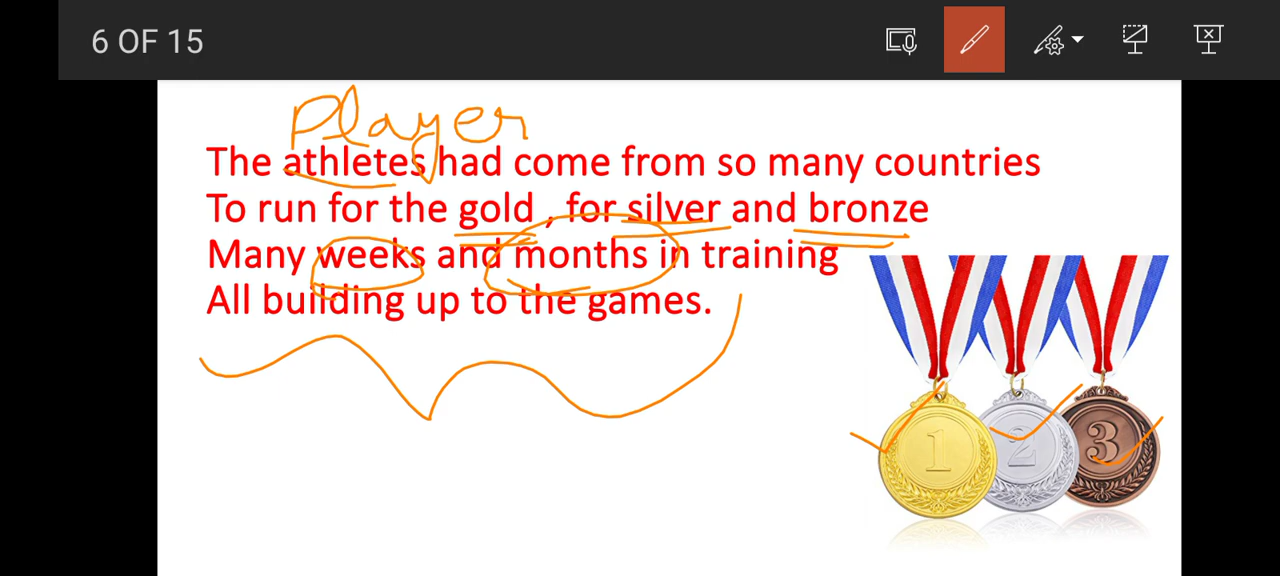 6 OF 15
Player
The athletes had come from so many countries
To run for the gold , for silver and bronze
Many weeks and months in training
All building up to the games.
1 2 3